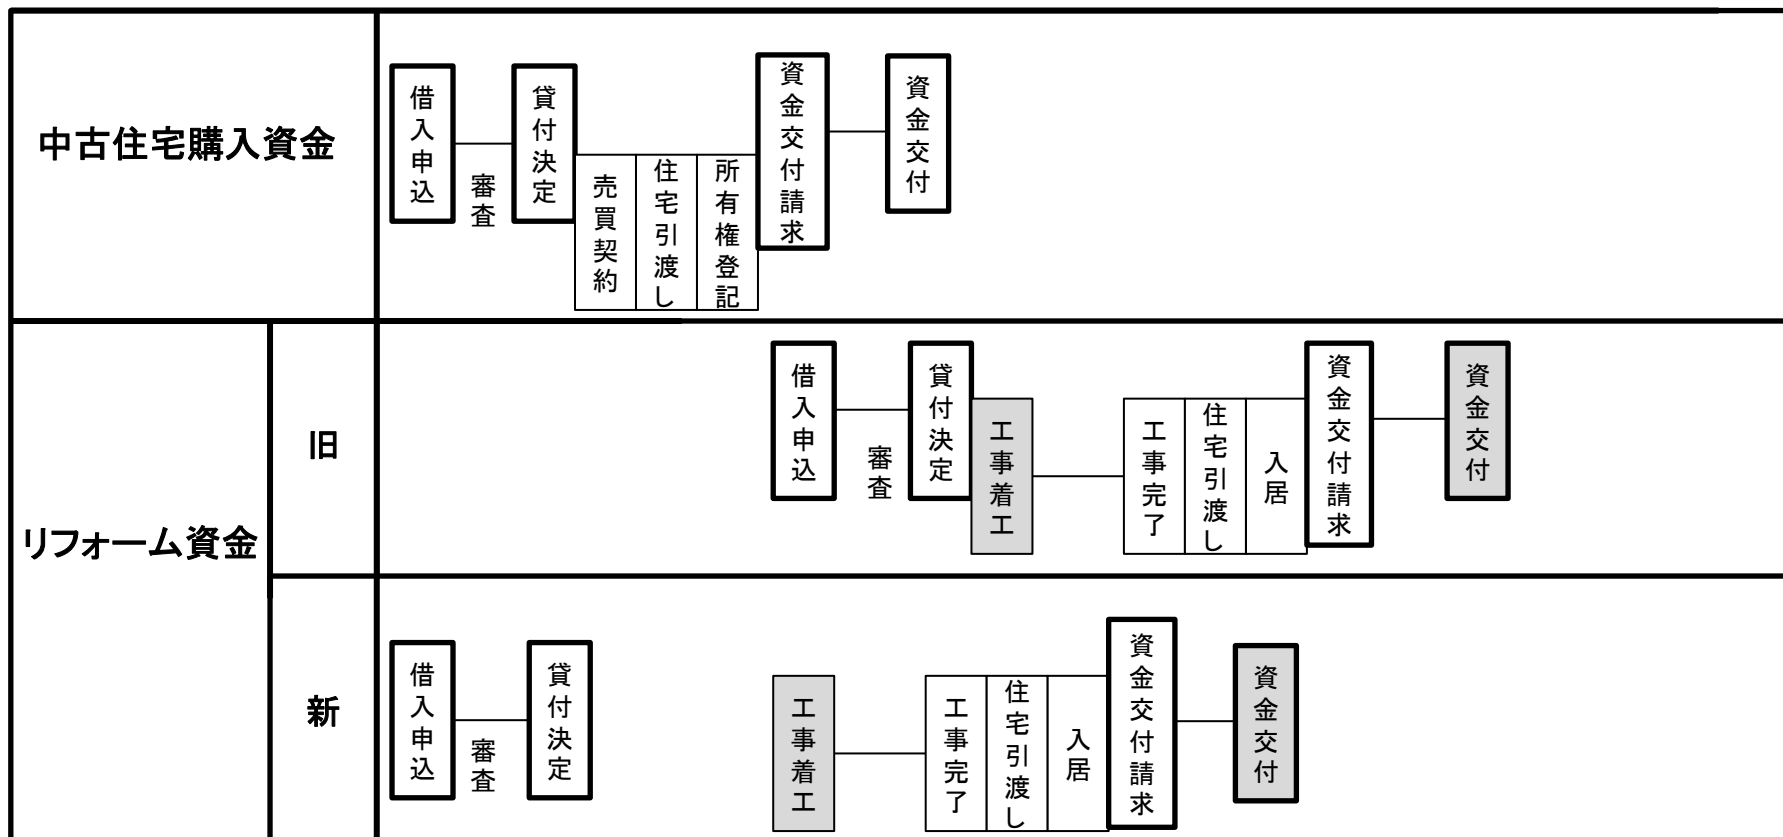 中古住宅購入資金
借入申込
審査
貸付決定
売買契約
住宅引渡し
所有権登記
資金交付請求
資金交付
リフォーム資金
旧
借入申込
審査
貸付決定
工事着工
工事完了
住宅引渡し
入居
資金交付請求
資金交付
新
借入申込
審査
貸付決定
工事着工
工事完了
住宅引渡し
入居
資金交付請求
資金交付